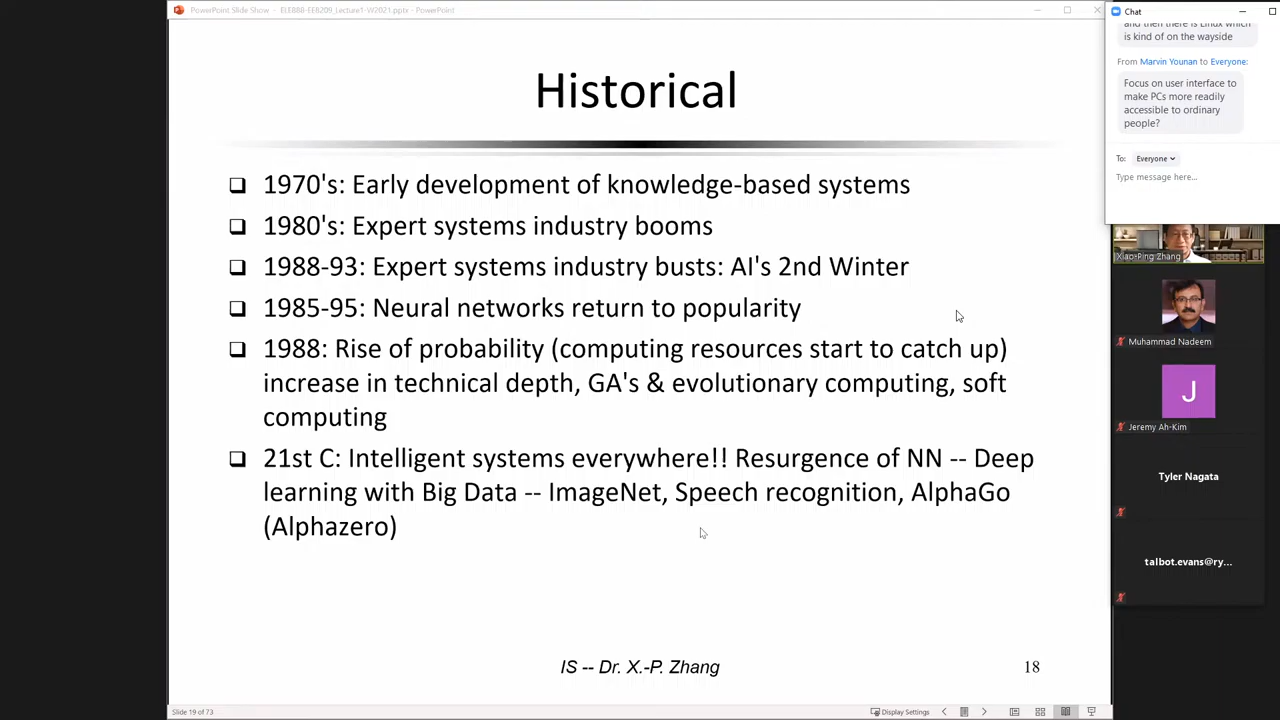 PowerPoint Slide Show - ELE888-EE8209_Lecture1-W2021.pptx - PowerPoint
Historical
1970's: Early development of knowledge-based systems
1980's: Expert systems industry booms
1988-93: Expert systems industry busts: AI's 2nd Winter
1985-95: Neural networks return to popularity
1988: Rise of probability (computing resources start to catch up)
increase in technical depth, GA's & evolutionary computing, soft
computing
21st C: Intelligent systems everywhere!! Resurgence of NN -- Deep
learning with Big Data -- ImageNet, Speech recognition, AlphaGo
(Alphazero)
IS -- Dr. X.-P. Zhang
18
Slide 19 of 73
Display Settings
Chat
and then there is Linux which
is kind of on the wayside
From Marvin Younan to Everyone:
Focus on user interface to
make PCs more readily
accessible to ordinary
people?
To: Everyone
Type message here...
Xiao-Ping Zhang
Muhammad Nadeem
J
Jeremy Ah-Kim
Tyler Nagata
talbot.evans@ry...